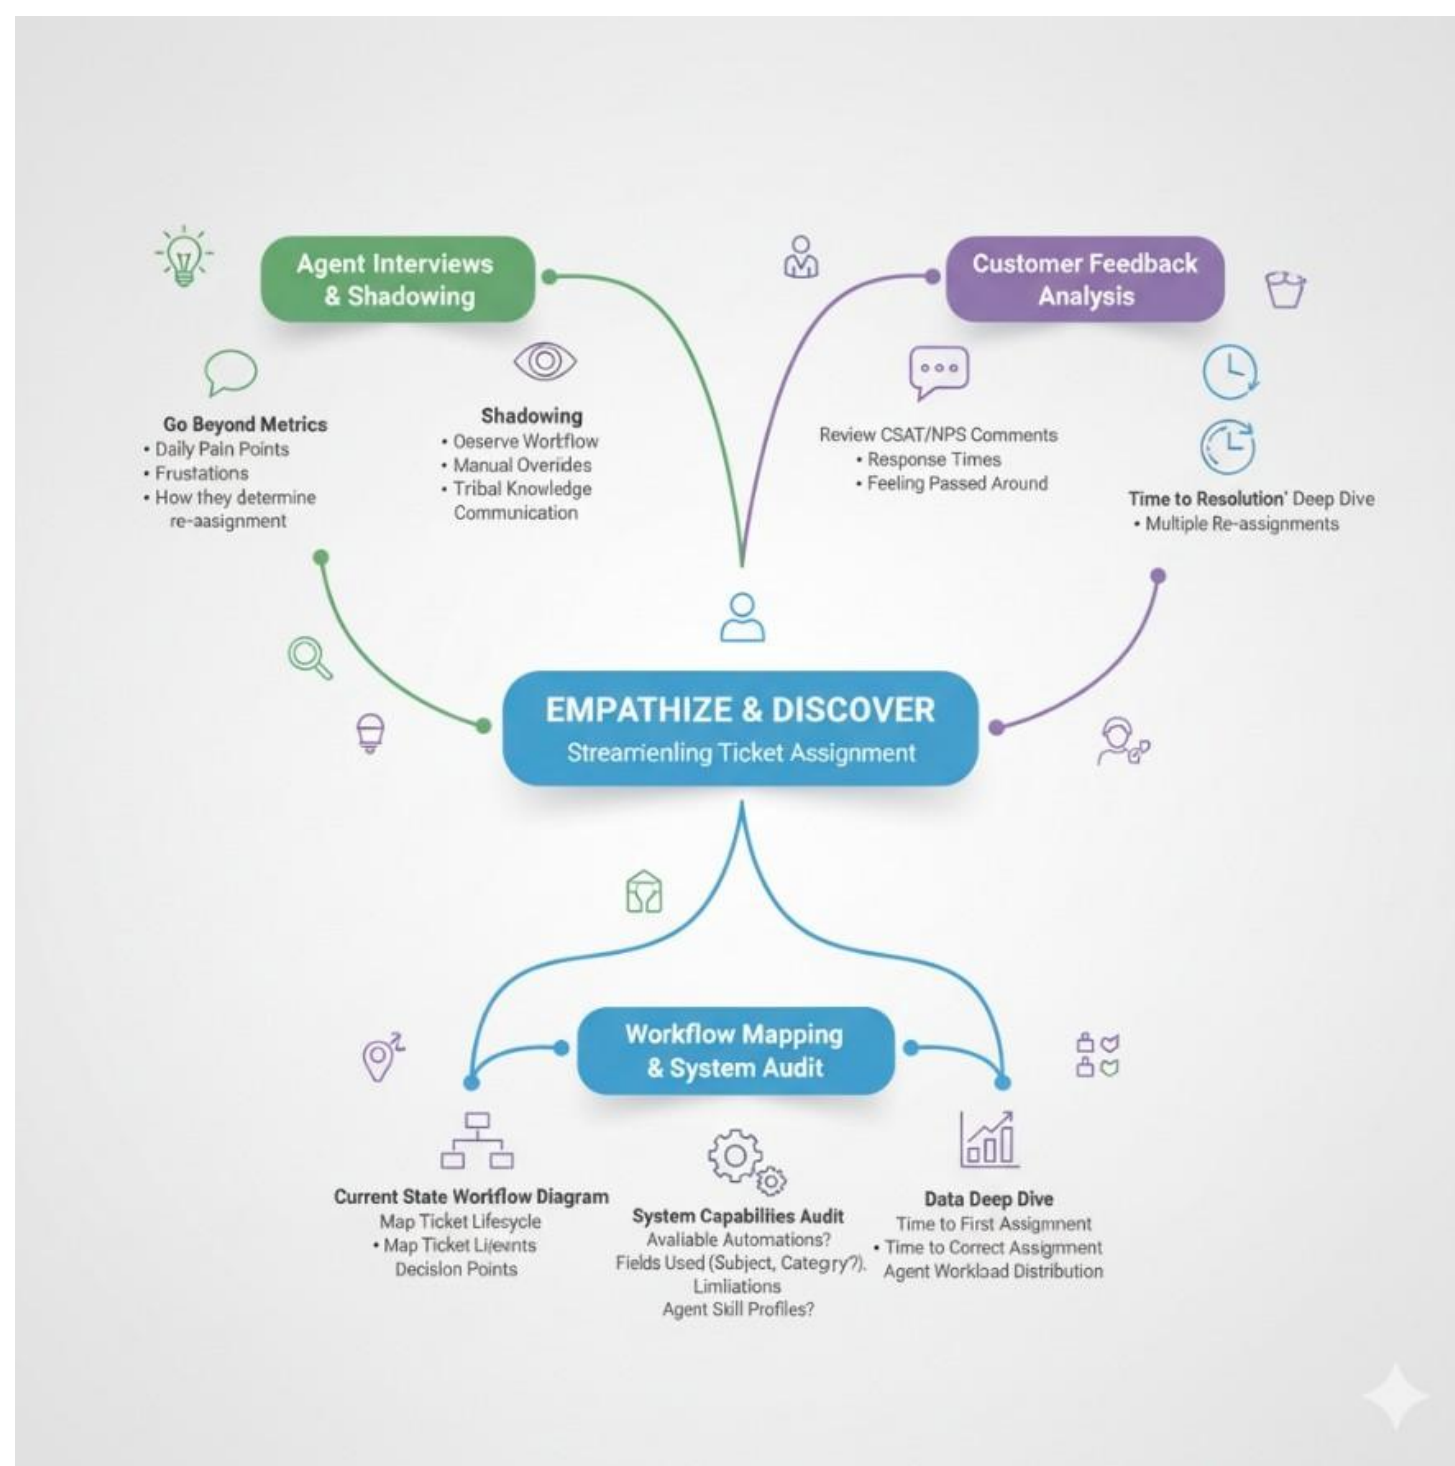 Agent Interviews
& Shadowing
Customer Feedback
Analysis
Go Beyond Metrics
• Daily Pain Points
• Frustations
• How they determine
re-aasignment
Shadowing
• Oeserve Workflow
• Manual Overides
• Tribal Knowledge
Communication
Review CSAT/NPS Comments
• Response Times
• Feeling Passed Around
Time to Resolution' Deep Dive
• Multiple Re-assignments
EMPATHIZE & DISCOVER
Streamienling Ticket Assignment
Workflow Mapping
& System Audit
Current State Workflow Diagram
Map Ticket Lifesycle
• Map Ticket
Decision Points
System Capabilities Audit
Avaliable Automations?
Fields Used (Subject, Categry?).
Limliations
Agent Skill Profiles?
Data Deep Dive
Time to First Assignment
• Time to Correct Assignment
Agent Workload Distribution